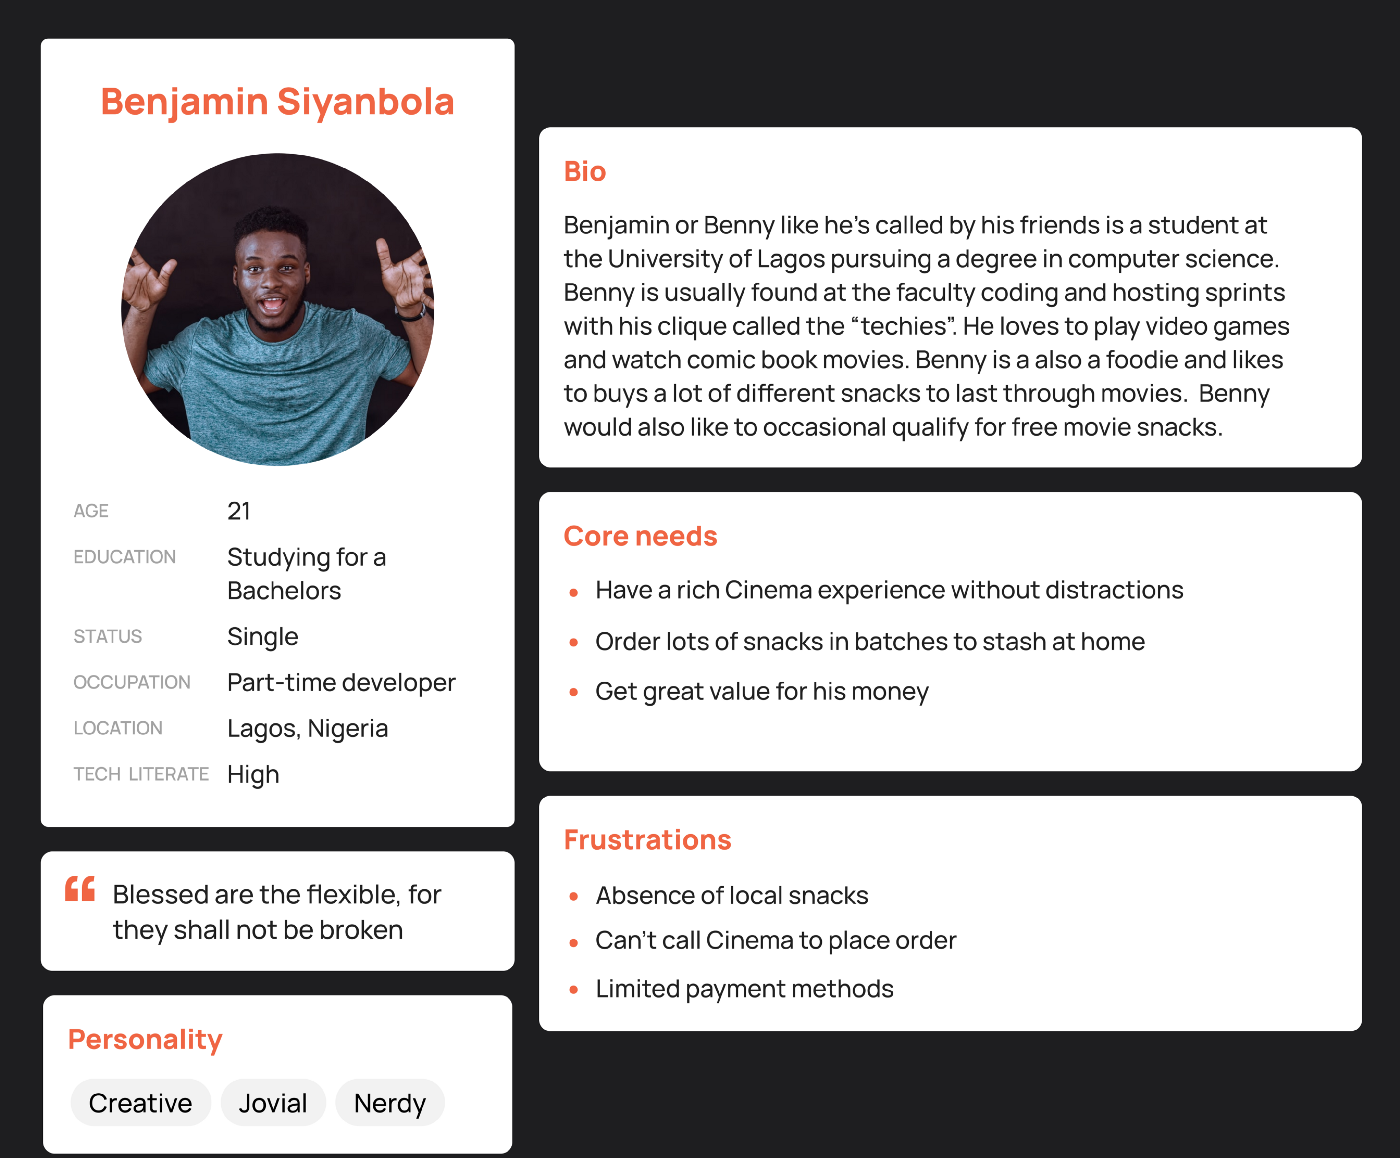 Benjamin Siyanbola
AGE 21
EDUCATION Studying for a
Bachelors
STATUS Single
OCCUPATION Part-time developer
LOCATION Lagos, Nigeria
TECH LITERATE High
“ Blessed are the flexible, for
they shall not be broken
Personality
Creative Jovial Nerdy
Bio
Benjamin or Benny like he’s called by his friends is a student at
the University of Lagos pursuing a degree in computer science.
Benny is usually found at the faculty coding and hosting sprints
with his clique called the “techies”. He loves to play video games
and watch comic book movies. Benny is a also a foodie and likes
to buys a lot of different snacks to last through movies.  Benny
would also like to occasional qualify for free movie snacks.
Core needs
• Have a rich Cinema experience without distractions
• Order lots of snacks in batches to stash at home
• Get great value for his money
Frustrations
• Absence of local snacks
• Can’t call Cinema to place order
• Limited payment methods